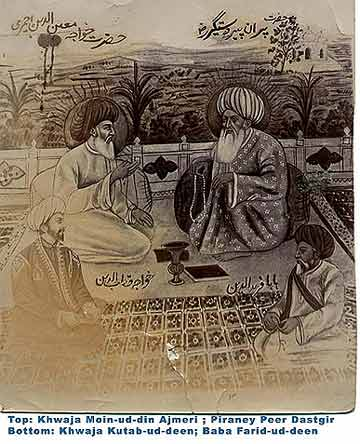 حضرت خواجہ معین الدین اجمیری
حضرت
پیران پیر دستگیر
خواجہ قطب الدین
بابا فرید الدین
Top: Khwaja Moin-ud-din Ajmeri ; Piraney Peer Dastgir
Bottom: Khwaja Kutab-ud-deen; Baba Farid-ud-deen